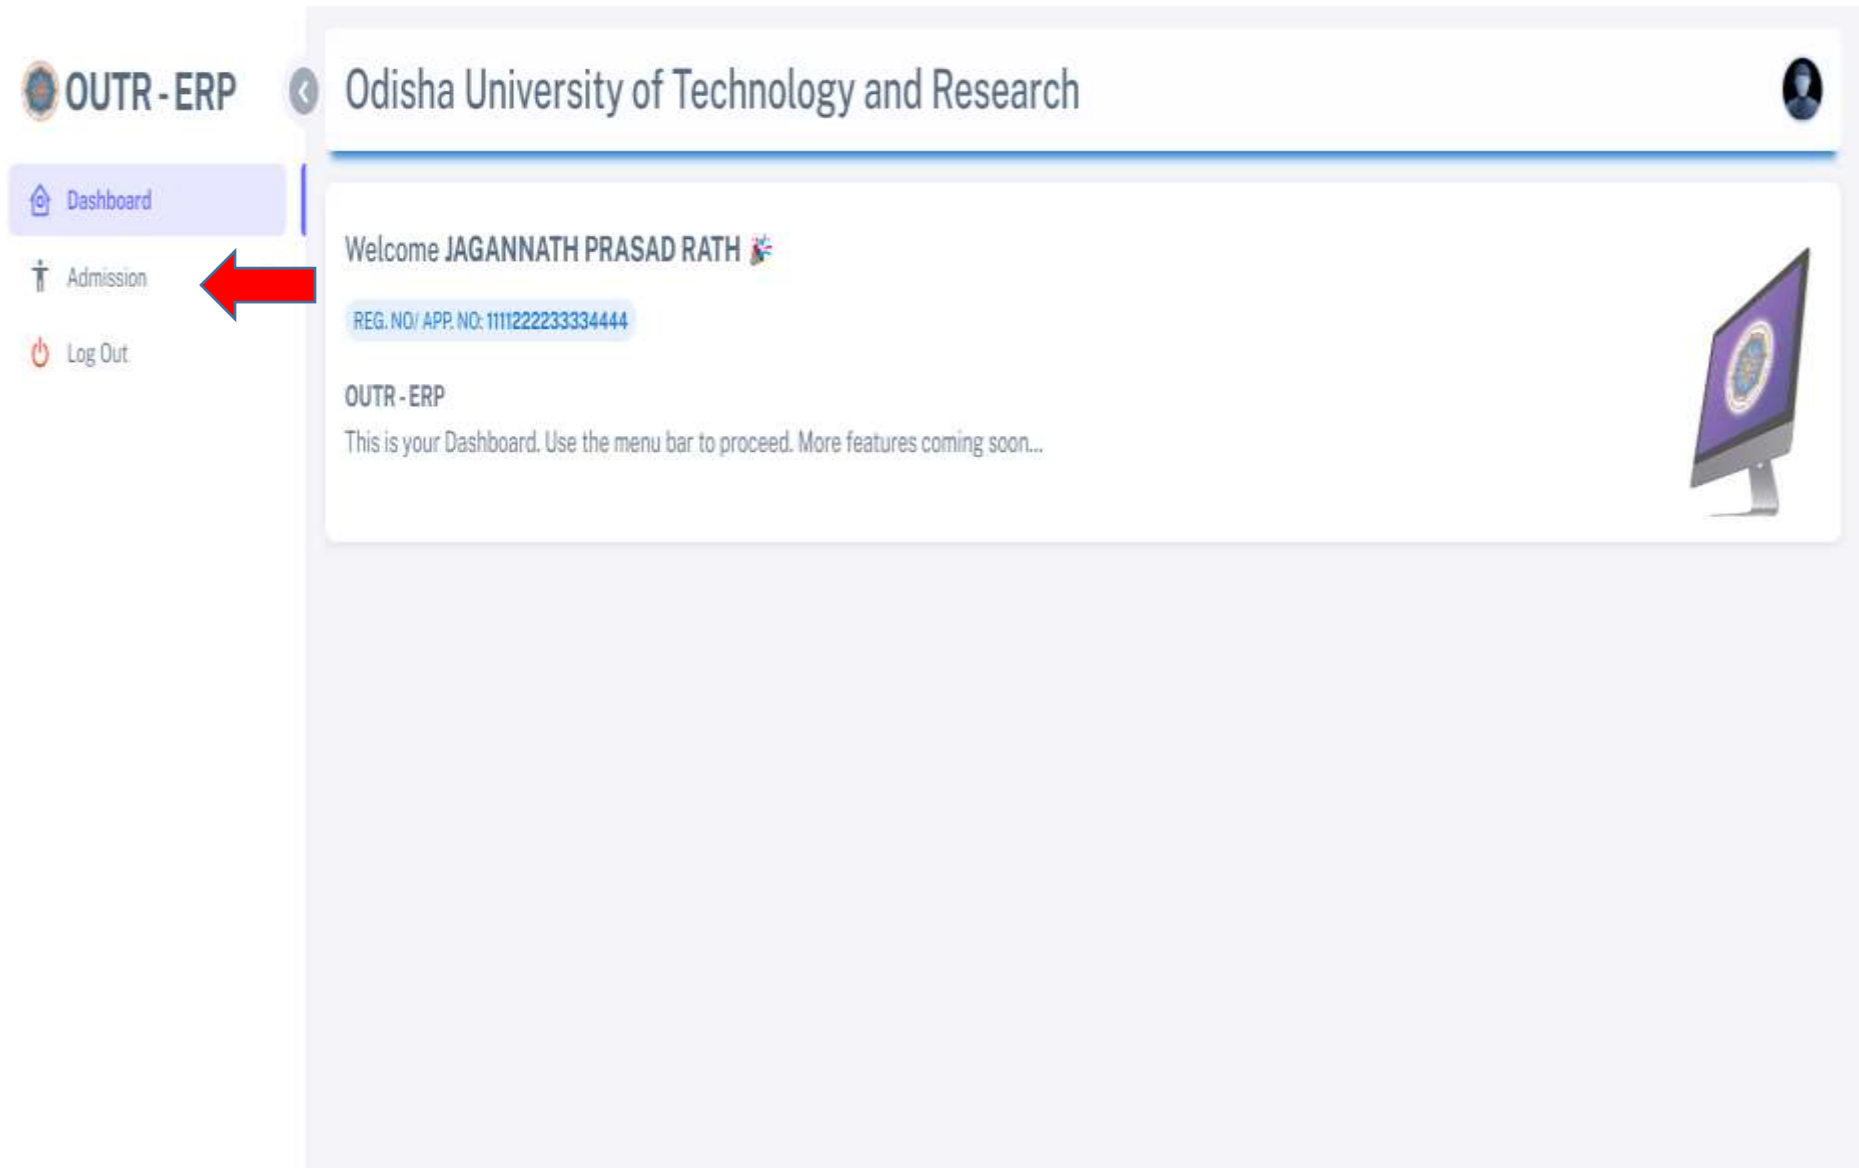 OUTR - ERP
Dashboard
Admission
Log Out
Odisha University of Technology and Research
Welcome JAGANNATH PRASAD RATH 🎉
REG. NO/ APP. NO: 1111222233334444
OUTR - ERP
This is your Dashboard. Use the menu bar to proceed. More features coming soon...